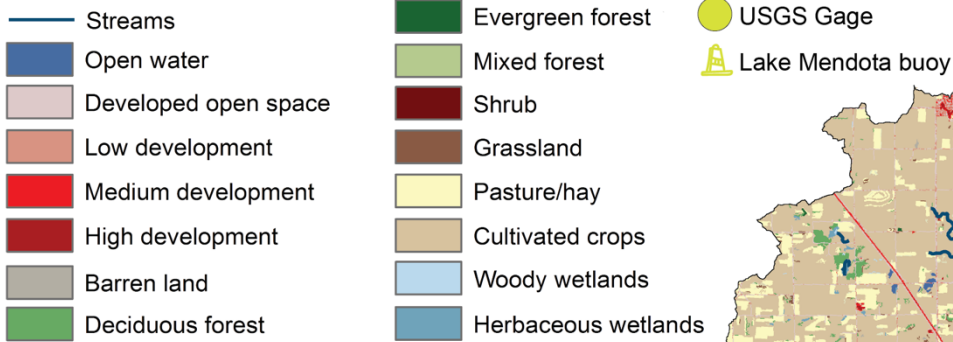 Streams
Open water
Developed open space
Low development
Medium development
High development
Barren land
Deciduous forest
Evergreen forest
Mixed forest
Shrub
Grassland
Pasture/hay
Cultivated crops
Woody wetlands
Herbaceous wetlands
USGS Gage
Lake Mendota buoy